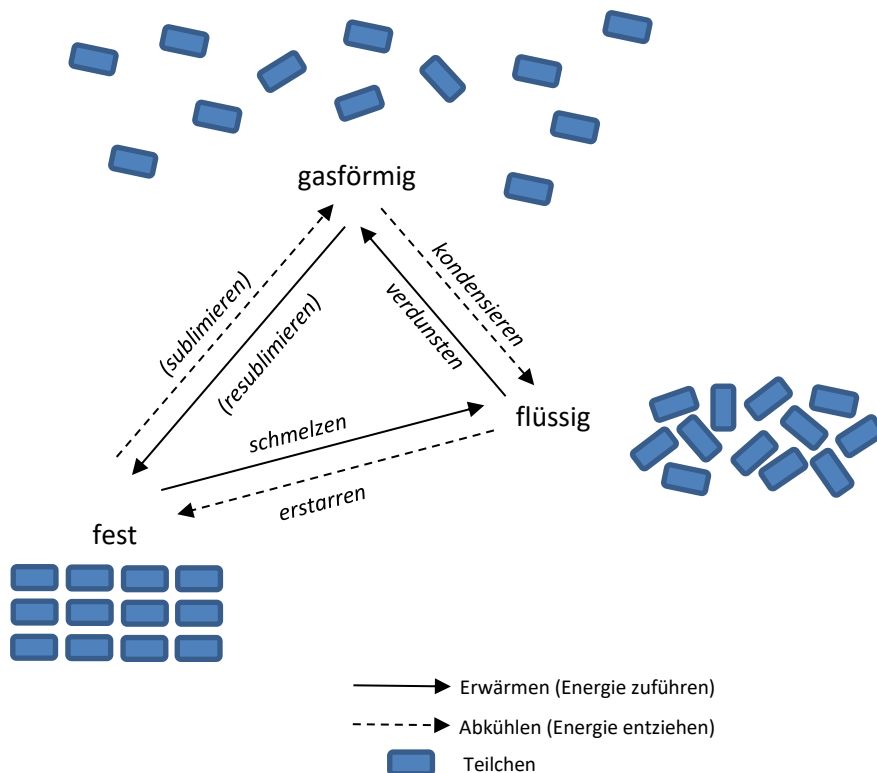 gasförmig
(sublimieren)
(resublimieren)
kondensieren
verdunsten
flüssig
schmelzen
erstarren
fest
Erwärmen (Energie zuführen)
Abkühlen (Energie entziehen)
Teilchen